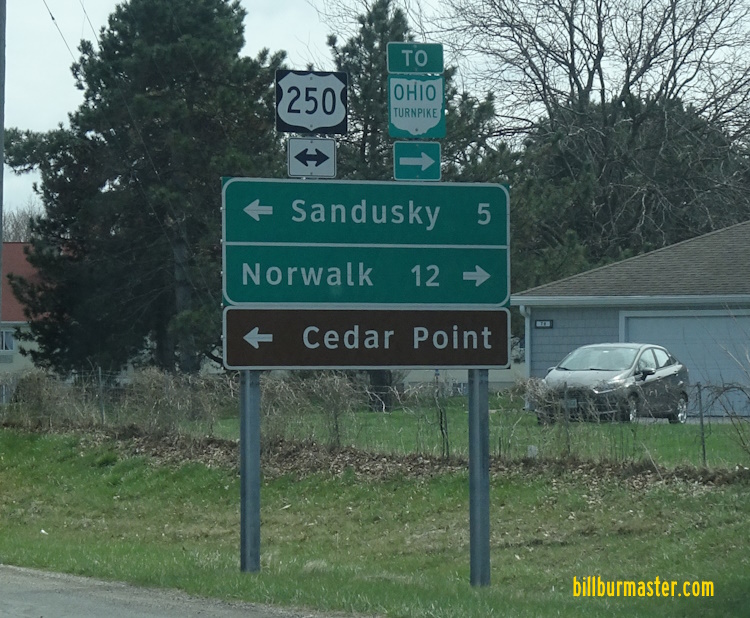 TO
250
OHIO
TURNPIKE
Sandusky 5
Norwalk 12
Cedar Point
billburmaster.com